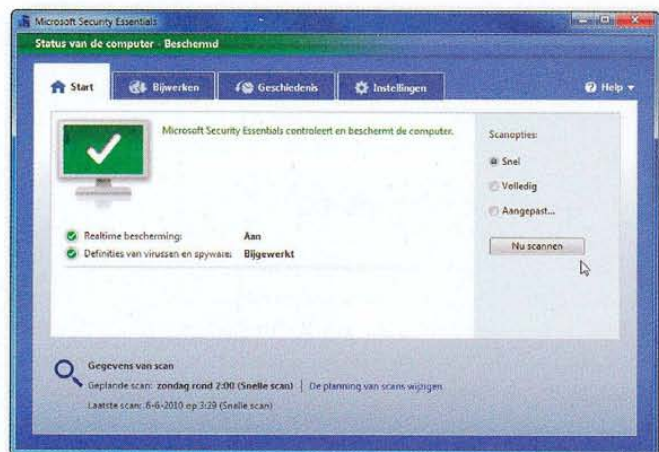 Microsoft Security Essentials
Status van de computer - Beschermd
Start Bijwerken Geschiedenis Instellingen Help
Microsoft Security Essentials controleert en beschermt de computer.
Scanopties:
Snel
Volledig
Aangepast...
Nu scannen
Realtime bescherming: Aan
Definities van virussen en spyware: Bijgewerkt
Gegevens van scan
Geplande scan: zondag rond 2:00 (Snelle scan) | De planning van scans wijzigen
Laatste scan: 6-6-2010 op 3:29 (Snelle scan)